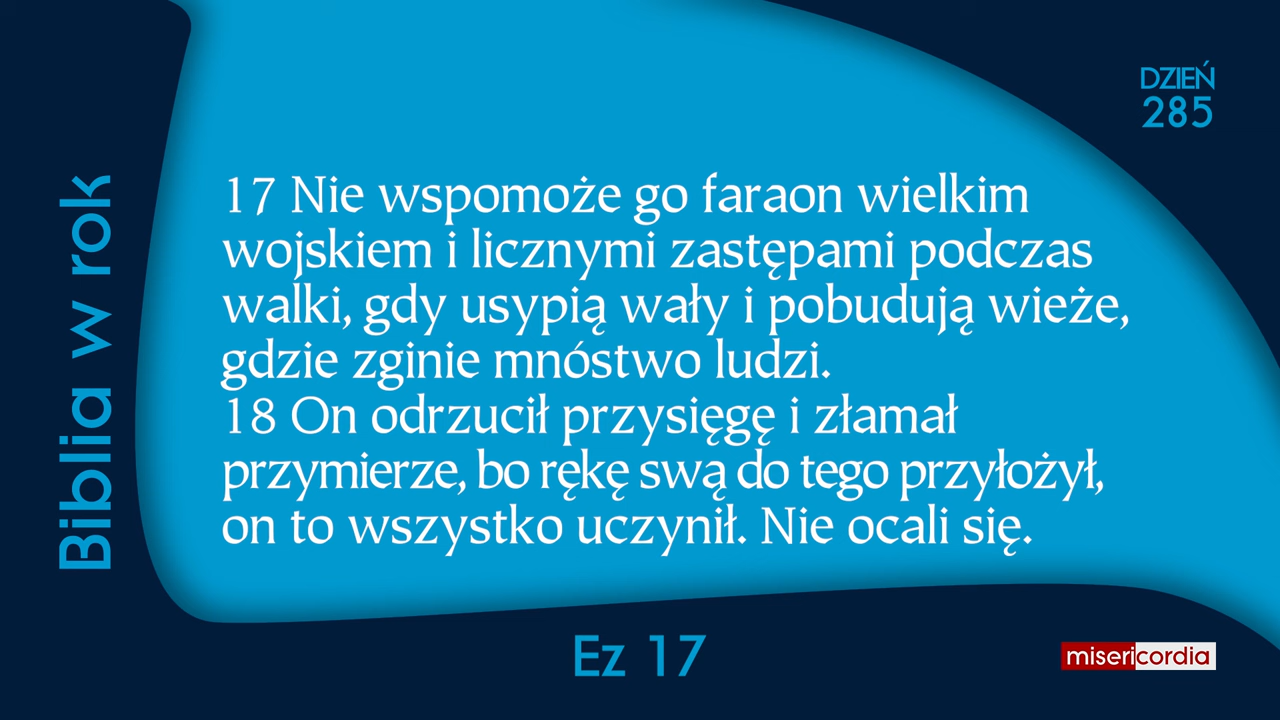 DZIEŃ
285
Biblia w rok
17 Nie wspomoże go faraon wielkim
wojskiem i licznymi zastępami podczas
walki, gdy usypią wały i pobudują wieże,
gdzie zginie mnóstwo ludzi.
18 On odrzucił przysięgę i złamał
przymierze, bo rękę swą do tego przyłożył,
on to wszystko uczynił. Nie ocali się.
Ez 17
misericordia